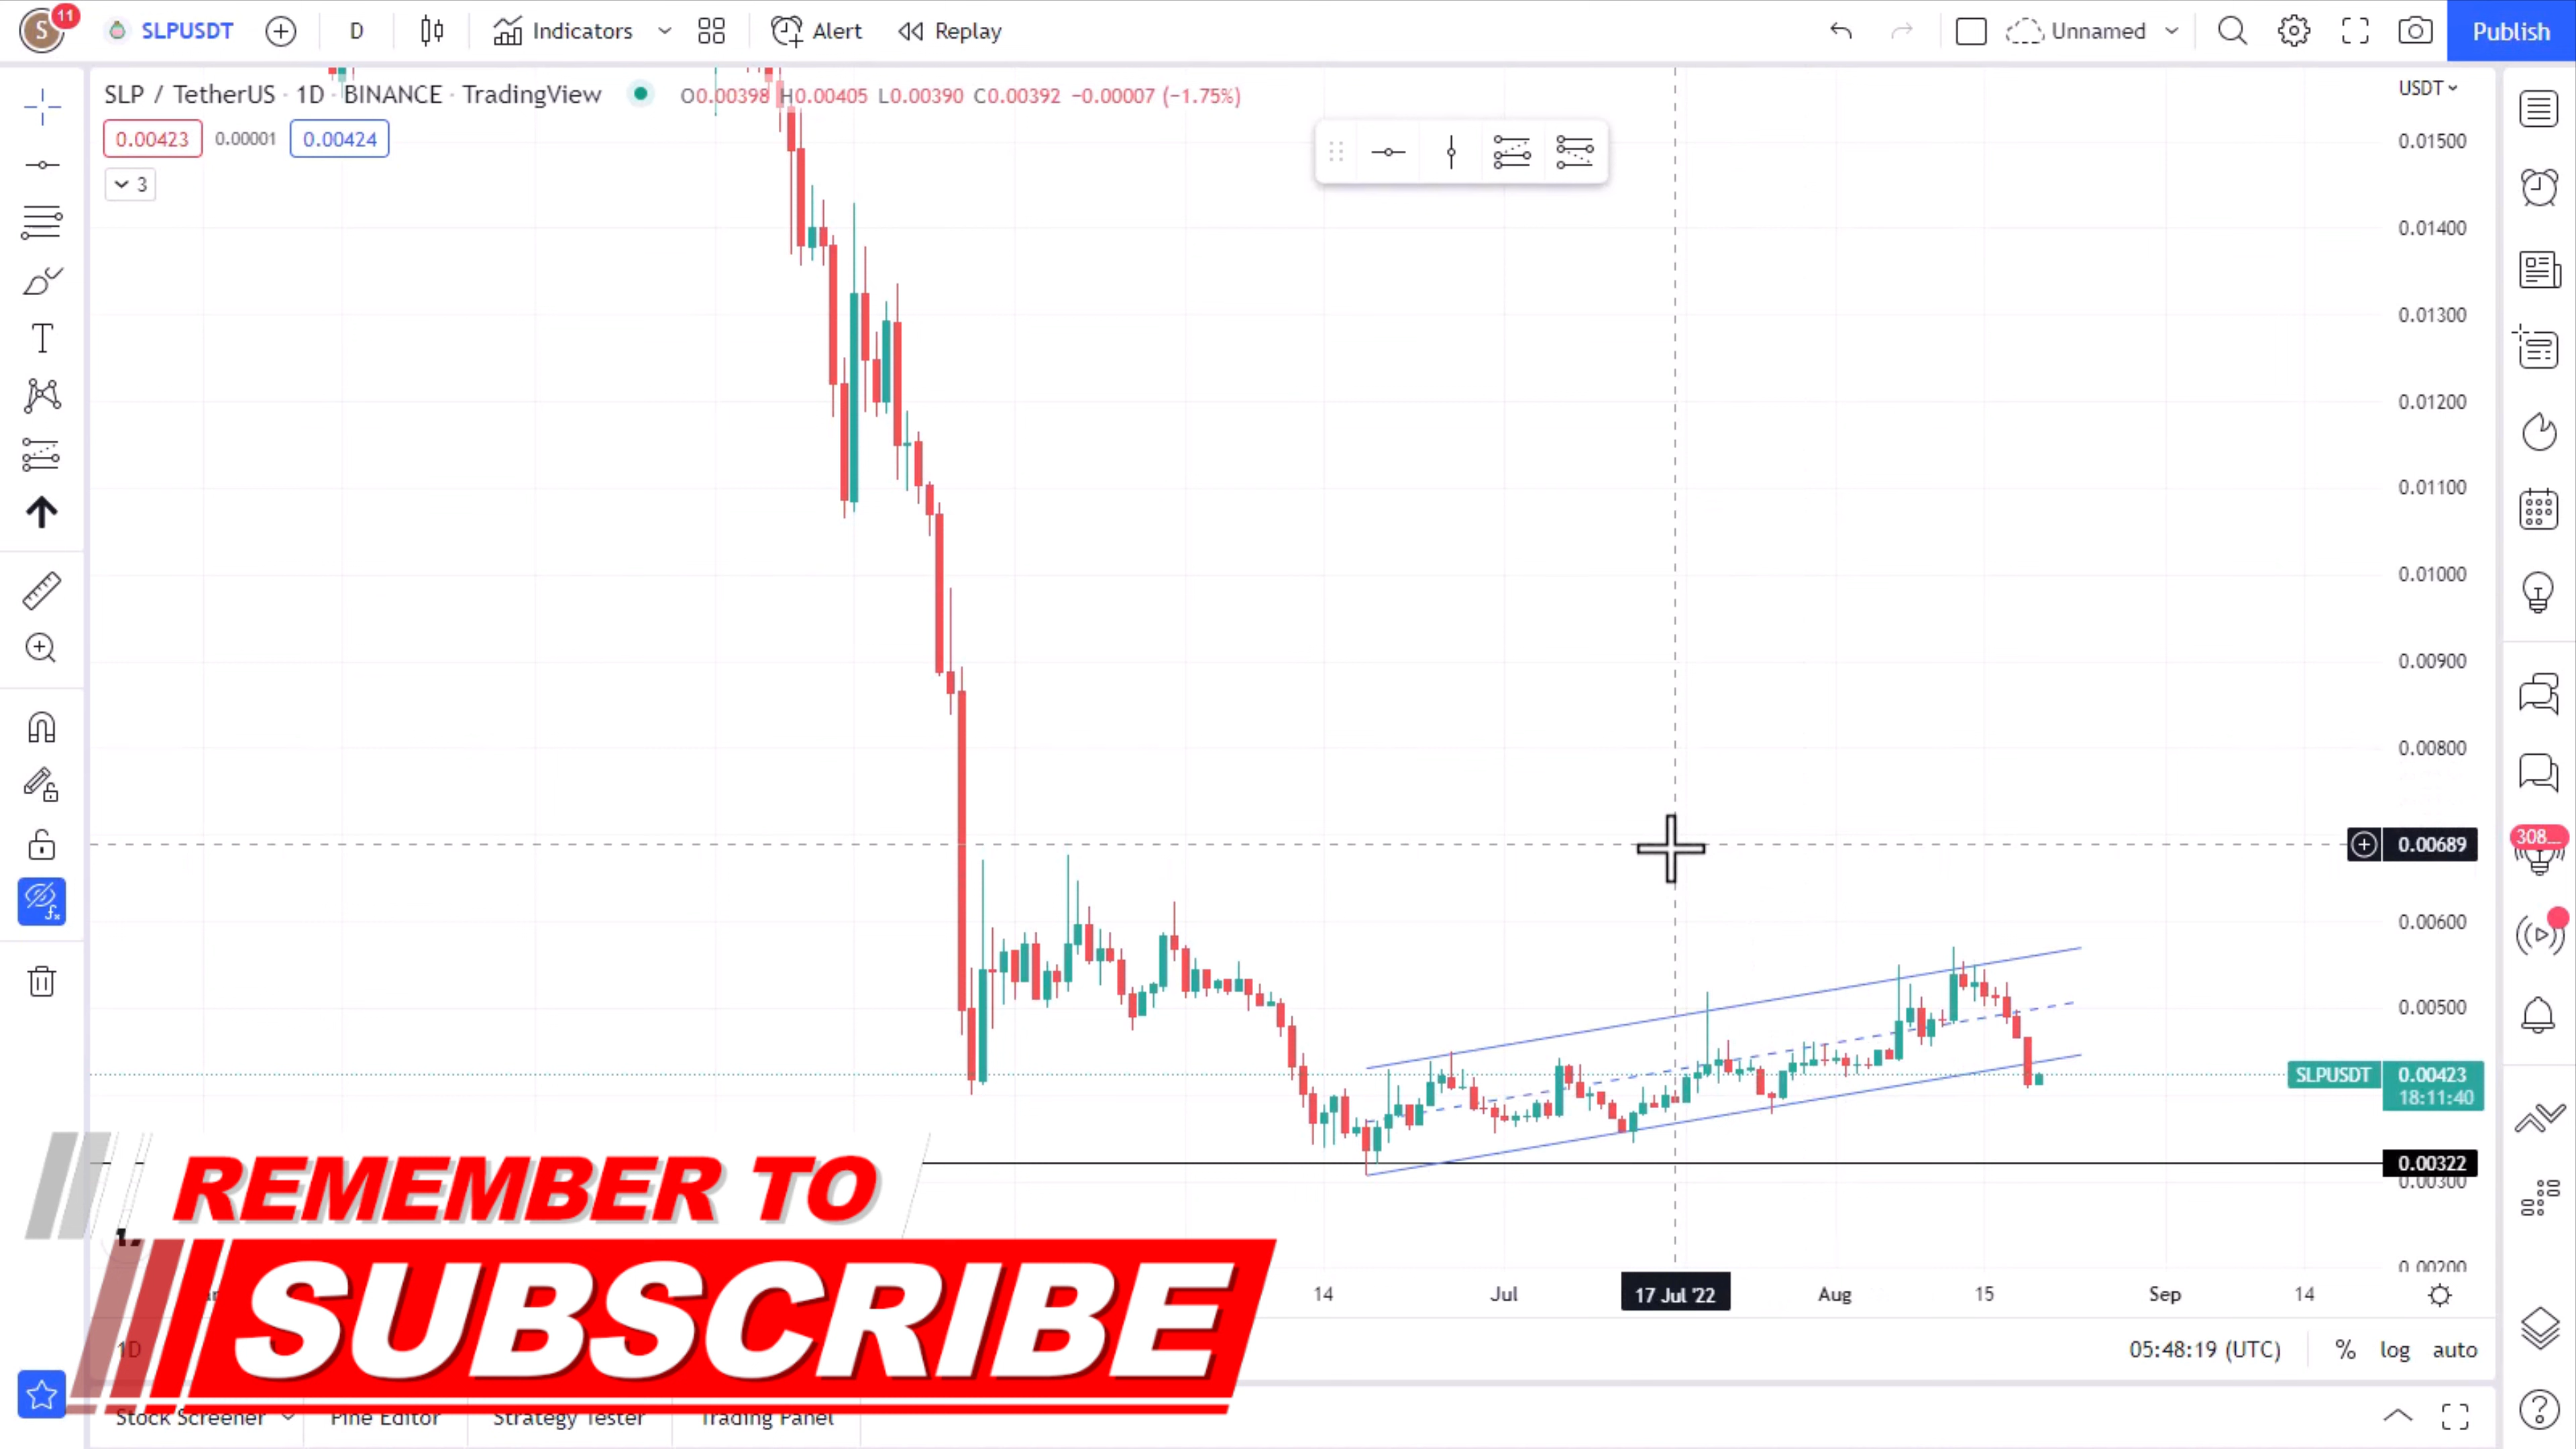 S 11 SLPUSDT D Indicators Alert Replay Unnamed Publish
SLP / TetherUS · 1D · BINANCE · TradingView O0.00398 H0.00405 L0.00390 C0.00392 −0.00007 (−1.75%)
USDT
0.00423 0.00001 0.00424
3
0.01500
0.01400
0.01300
0.01200
0.01100
0.01000
0.00900
0.00800
0.00689
308...
0.00600
0.00500
SLPUSDT 0.00423
18:11:40
0.00322
0.00300
0.00200
REMEMBER TO
SUBSCRIBE
14 Jul 17 Jul '22 Aug 15 Sep 14
1D
05:48:19 (UTC) % log auto
Stock Screener Pine Editor Strategy Tester Trading Panel